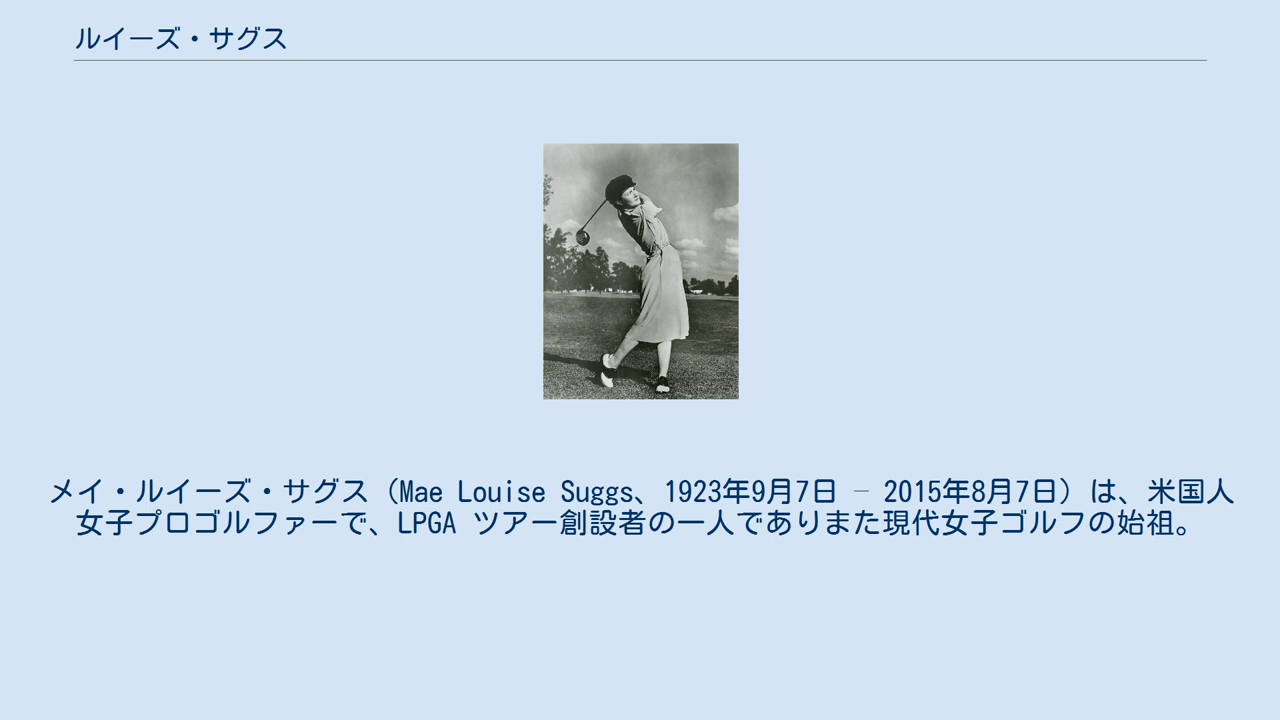 ルイーズ・サグス
メイ・ルイーズ・サグス（Mae Louise Suggs、1923年9月7日 – 2015年8月7日）は、米国人
女子プロゴルファーで、LPGA ツアー創設者の一人でありまた現代女子ゴルフの始祖。